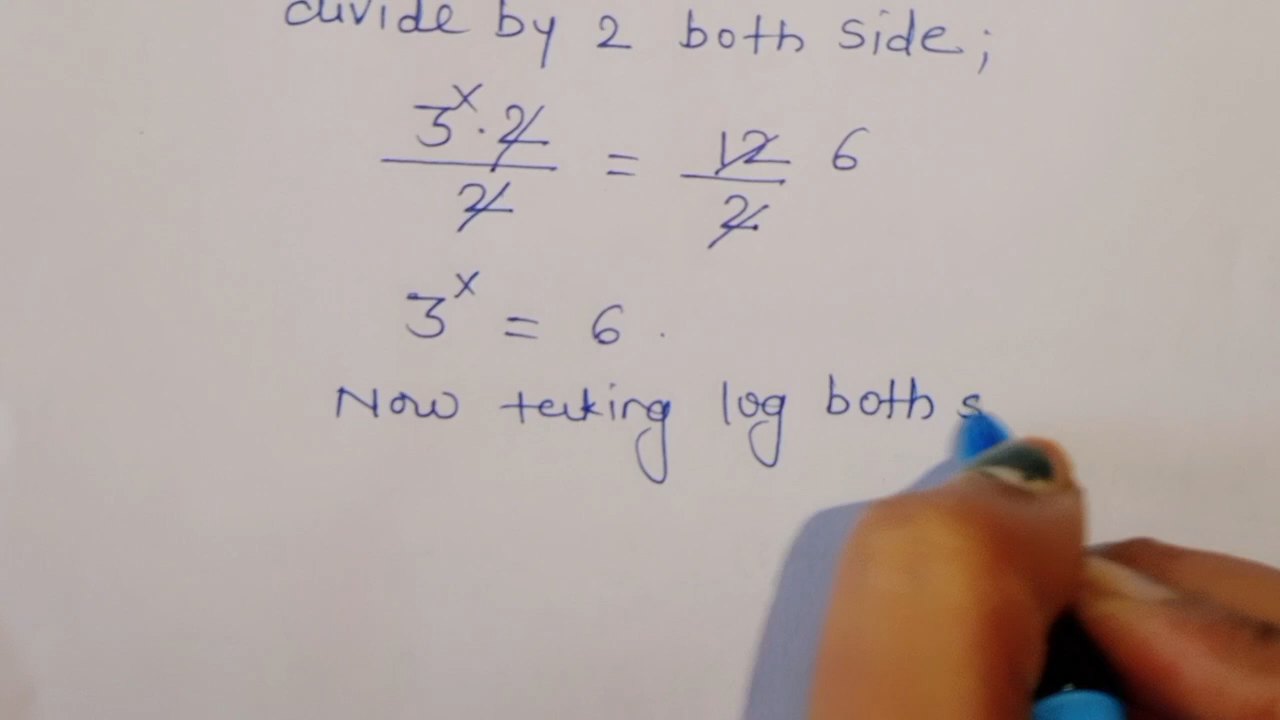 divide by 2 both side;
3^x · 2 / 2 = 12 / 2 6
3^x = 6 .
Now taking log both s